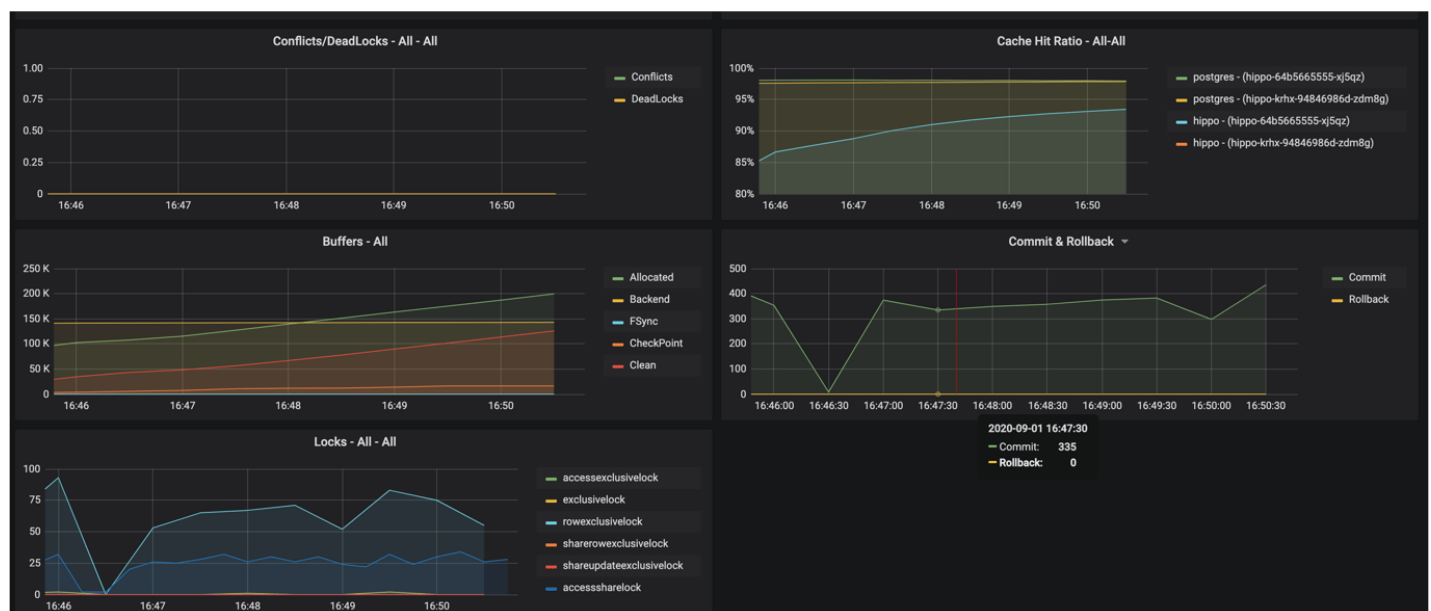 Conflicts/DeadLocks - All - All
1.00
0.75
0.50
0.25
0
16:46 16:47 16:48 16:49 16:50
Conflicts
DeadLocks
Cache Hit Ratio - All-All
100%
95%
90%
85%
80%
16:46 16:47 16:48 16:49 16:50
postgres - (hippo-64b5665555-xj5qz)
postgres - (hippo-krhx-94846986d-zdm8g)
hippo - (hippo-64b5665555-xj5qz)
hippo - (hippo-krhx-94846986d-zdm8g)
Buffers - All
250 K
200 K
150 K
100 K
50 K
0
16:46 16:47 16:48 16:49 16:50
Allocated
Backend
FSync
CheckPoint
Clean
Commit & Rollback
500
400
300
200
100
0
16:46:00 16:46:30 16:47:00 16:47:30 16:48:00 16:48:30 16:49:00 16:49:30 16:50:00 16:50:30
Commit
Rollback
2020-09-01 16:47:30
Commit: 335
Rollback: 0
Locks - All - All
100
75
50
25
0
16:46 16:47 16:48 16:49 16:50
accessexclusivelock
exclusivelock
rowexclusivelock
sharerowexclusivelock
shareupdateexclusivelock
accesssharelock